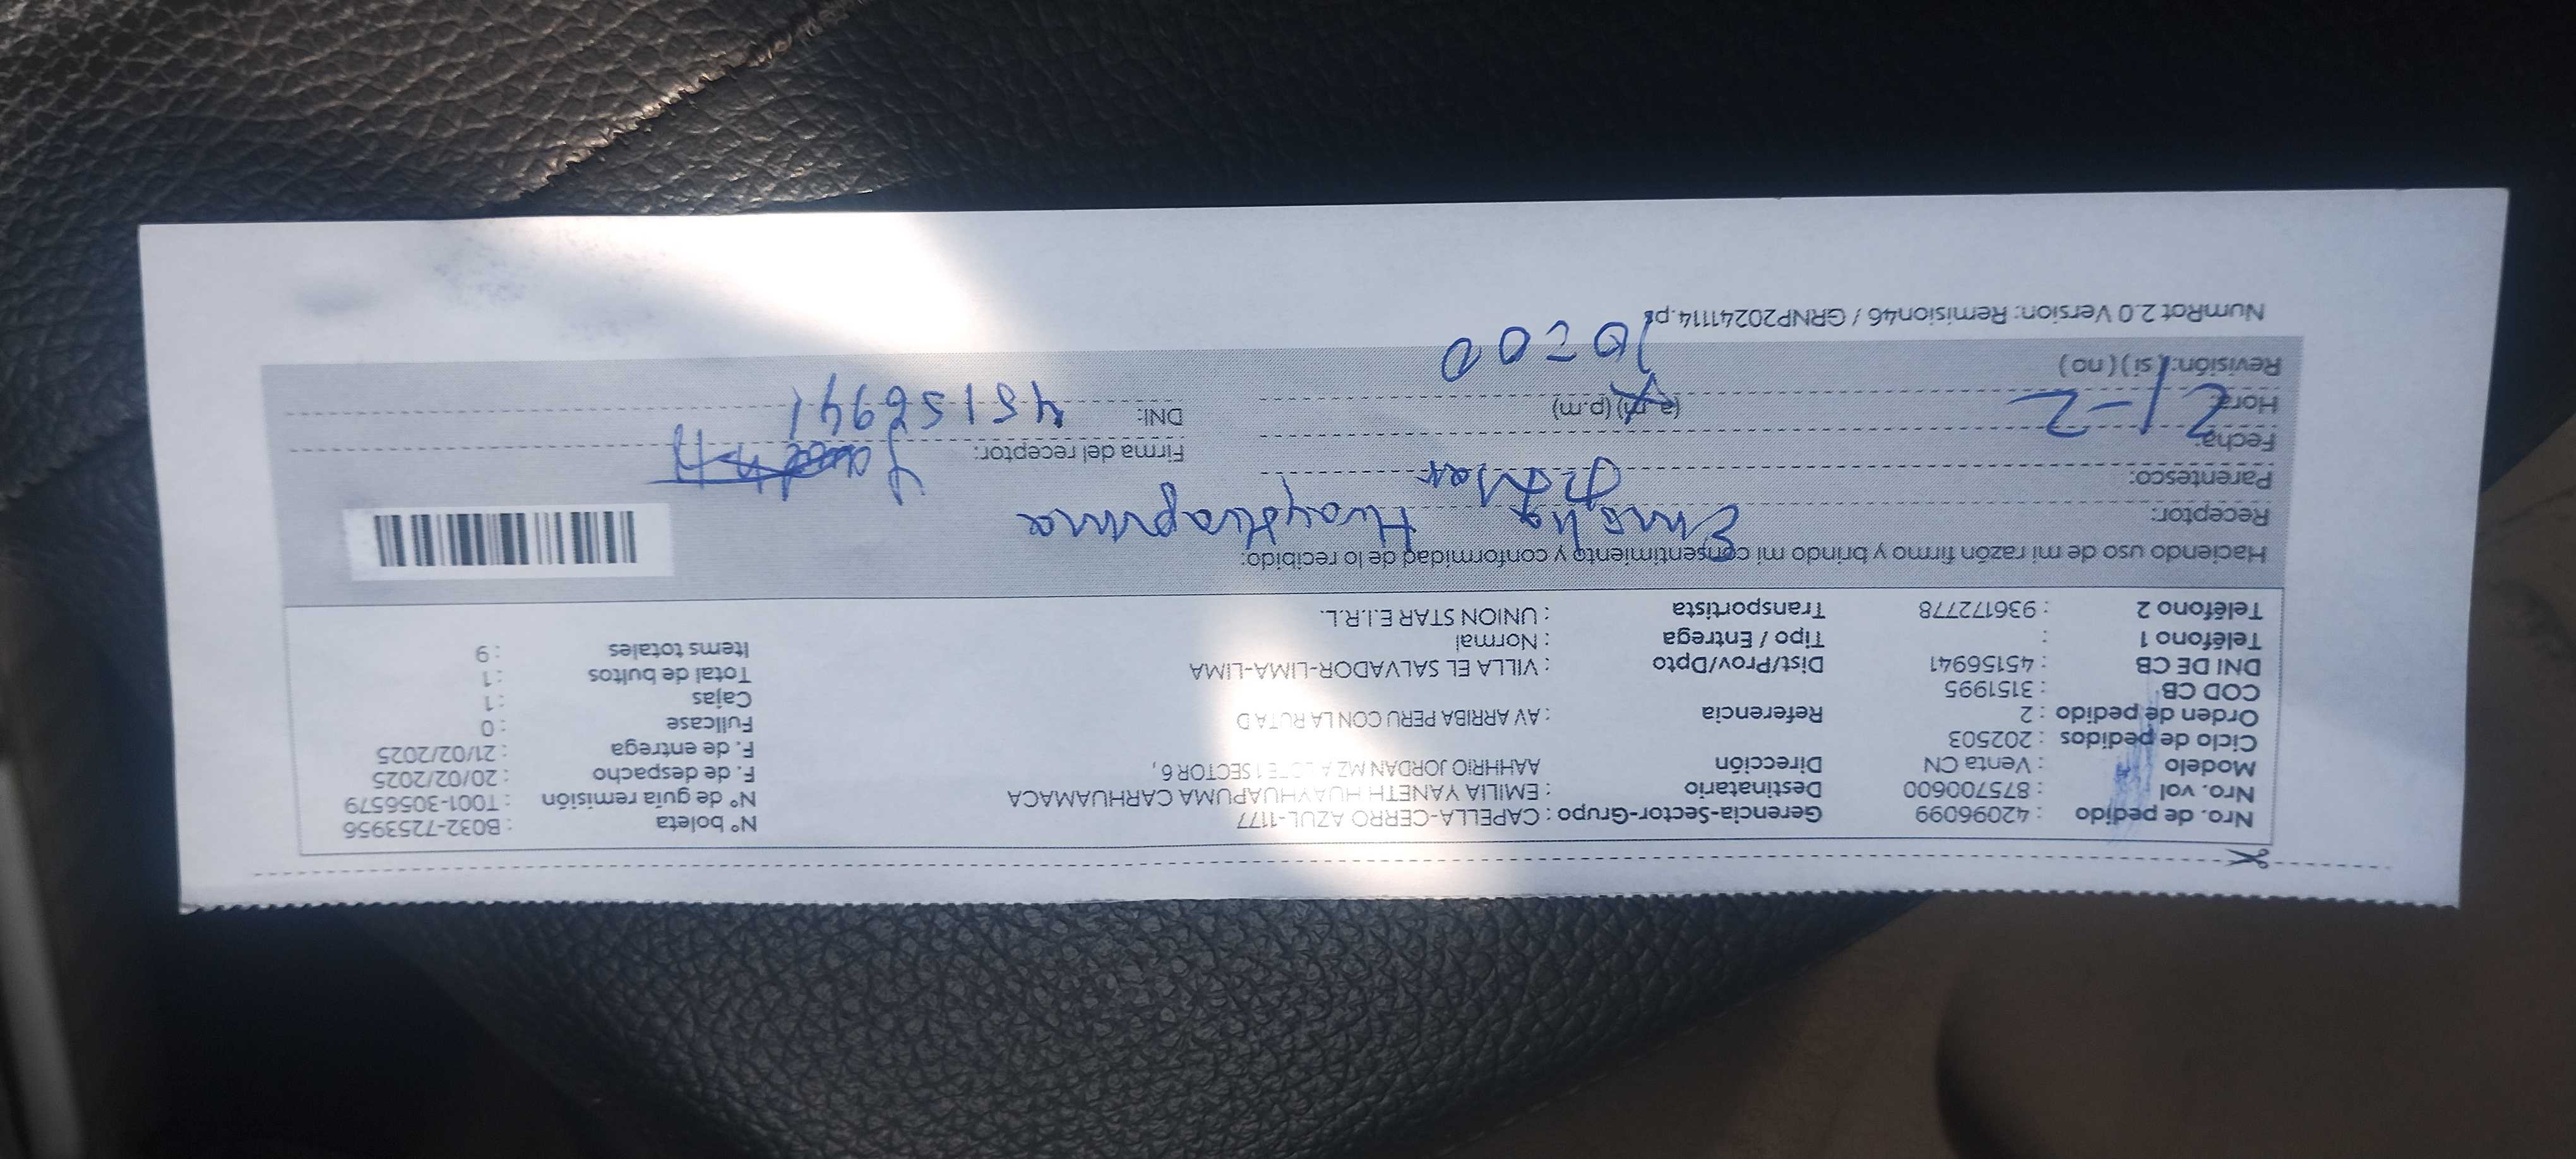 Nro. de pedido : 42096099 Gerencia-Sector-Grupo : CAPELLA-CERRO AZUL-1177 N° boleta : B032-7253956
Nro. vol : 875700600 Destinatario : EMILIA YANETH HUAYHUAPUMA CARHUAMACA N° de guía remisión : T001-3056579
Modelo : Venta CN Dirección AAHHRIO JORDAN MZ A LOTE 1 SECTOR 6, F. de despacho : 20/02/2025
Ciclo de pedidos : 202503 F. de entrega : 21/02/2025
Orden de pedido : 2 Referencia : AV ARRIBA PERU CON LA RUTA D Fullcase : 0
COD CB : 3151995 Cajas : 1
DNI DE CB : 45156941 Dist/Prov/Dpto : VILLA EL SALVADOR-LIMA-LIMA Total de bultos : 1
Teléfono 1 : Tipo / Entrega : Normal Items totales : 9
Teléfono 2 : 936172778 Transportista : UNION STAR E.I.R.L.
Haciendo uso de mi razón firmo y brindo mi consentimiento y conformidad de lo recibido:
Receptor: Emilia Huayhuapuma
Parentesco:
Firma del receptor:
Fecha: 21-2
Hora: (a.m) (p.m) 10:00 DNI: 45156941
Revisión: (si) (no)
NumRot 2.0 Version: Remision46 / GRNP20241114.p